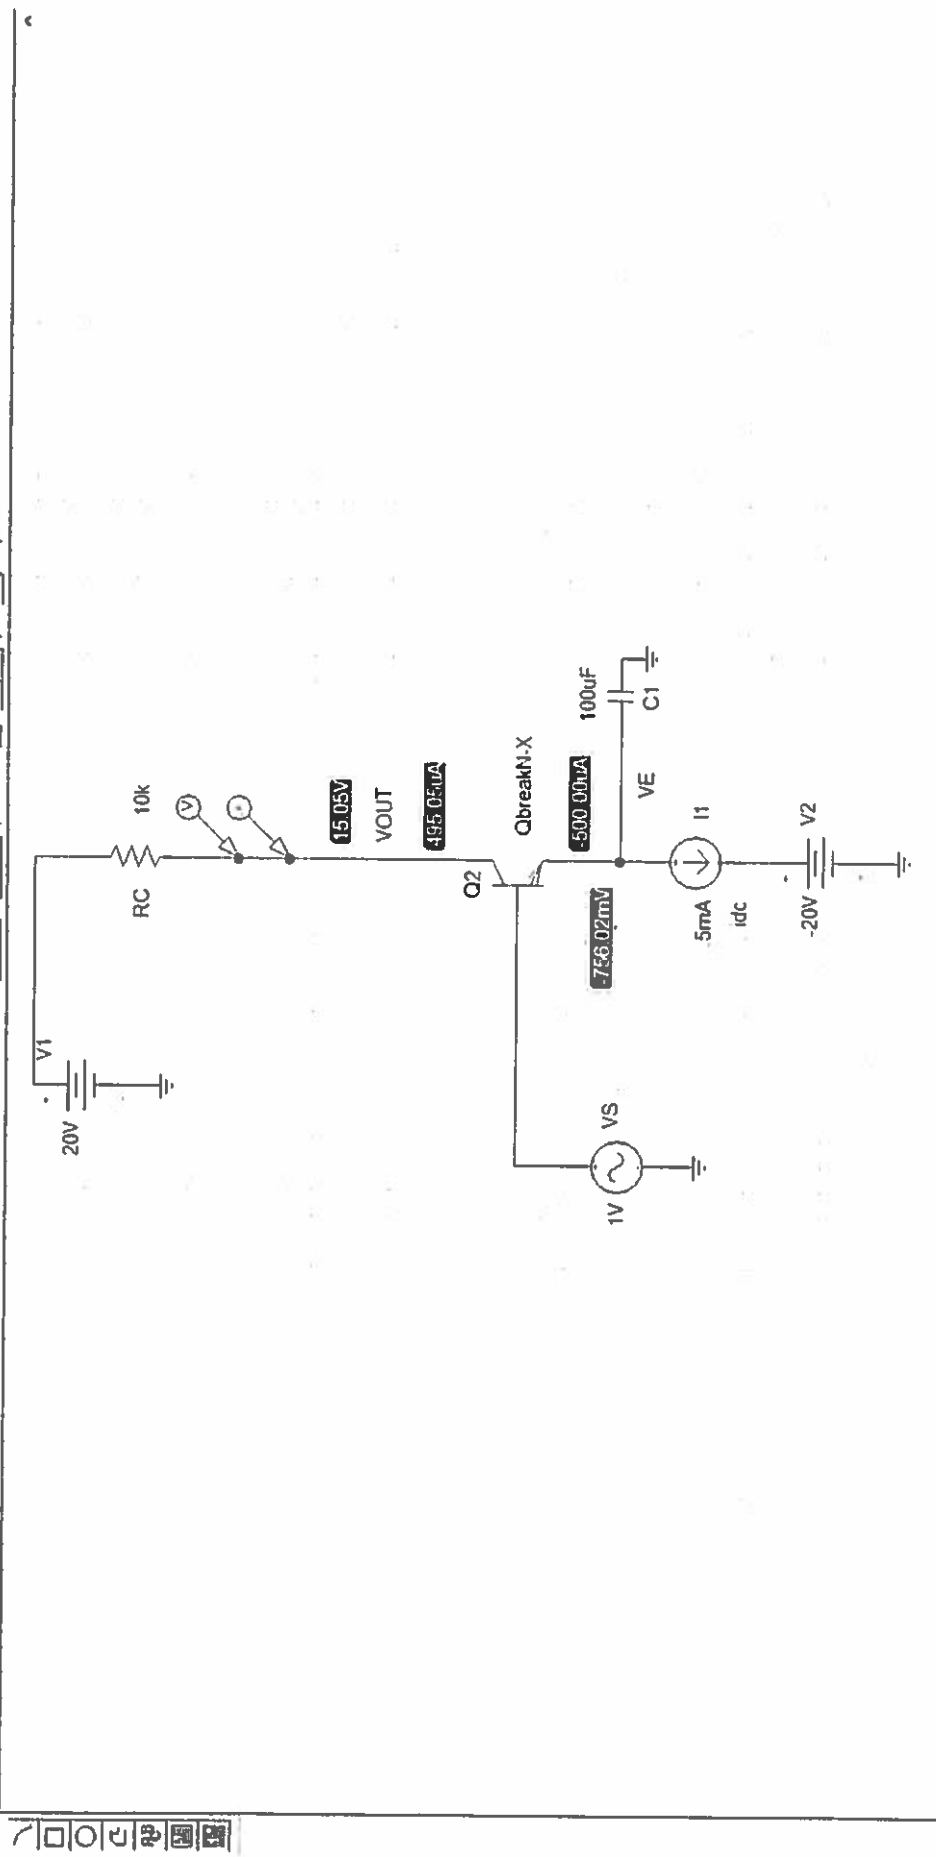 V1
20V
RC
10k
V
15.05V
VOUT
495.05uA
Q2
QbreakN-X
-500.00uA
-756.02mV
VE
100uF
C1
VS
1V
I1
.5mA
idc
V2
-20V